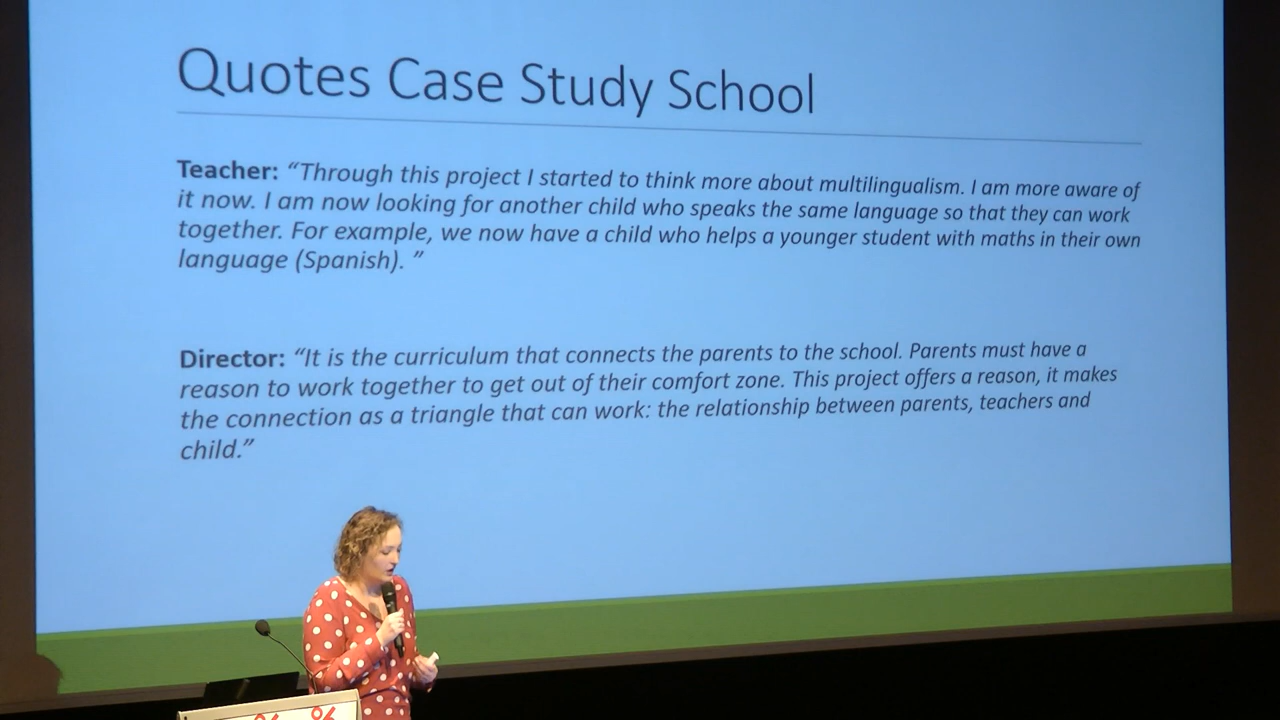 Quotes Case Study School
Teacher: “Through this project I started to think more about multilingualism. I am more aware of
it now. I am now looking for another child who speaks the same language so that they can work
together. For example, we now have a child who helps a younger student with maths in their own
language (Spanish). ”
Director: “It is the curriculum that connects the parents to the school. Parents must have a
reason to work together to get out of their comfort zone. This project offers a reason, it makes
the connection as a triangle that can work: the relationship between parents, teachers and
child.”